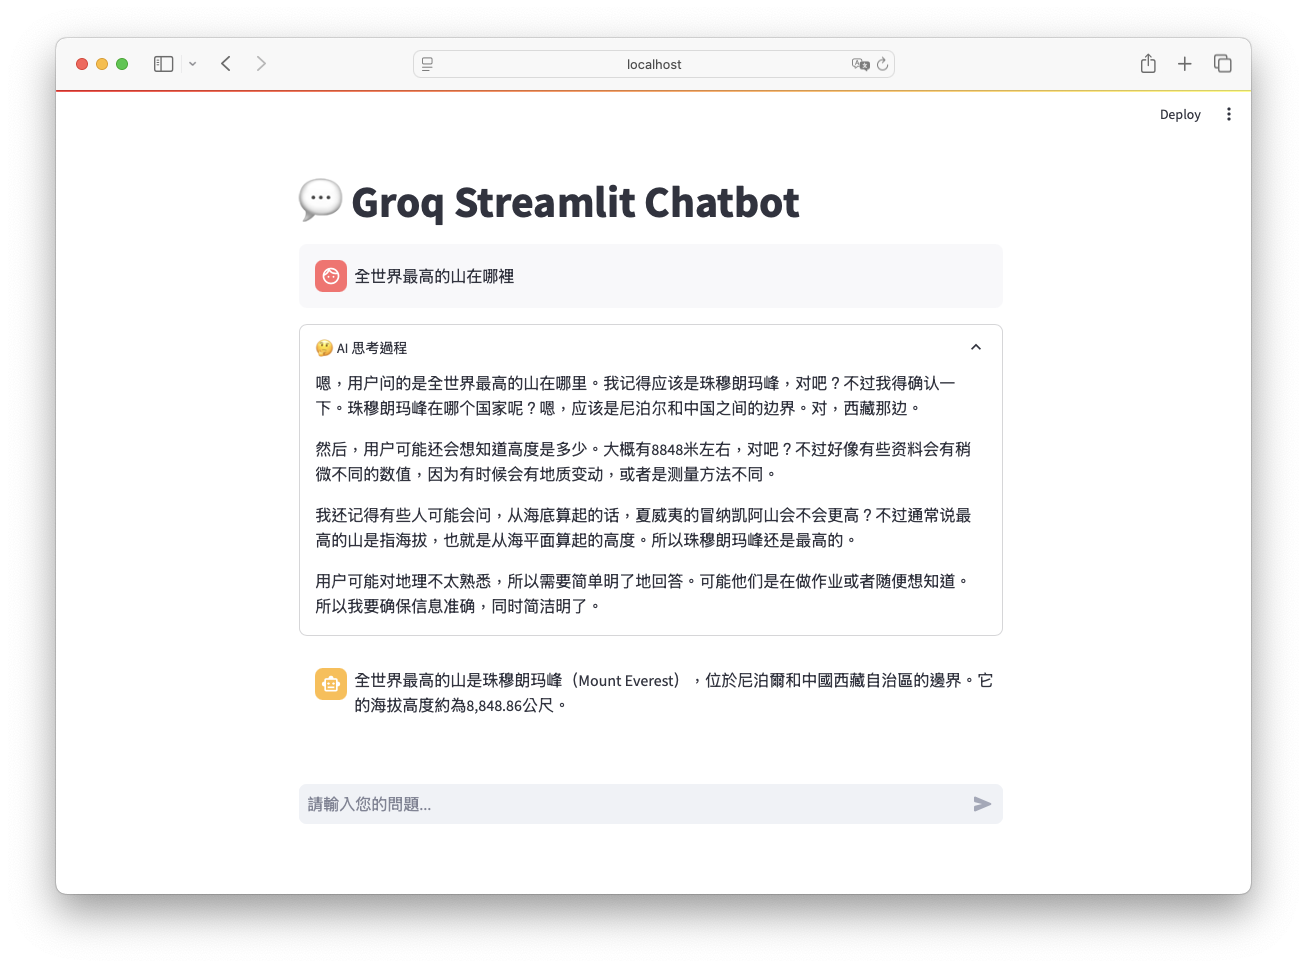 localhost
Deploy
Groq Streamlit Chatbot
全世界最高的山在哪裡
AI 思考過程
嗯，用户问的是全世界最高的山在哪里。我记得应该是珠穆朗玛峰，对吧？不过我得确认一
下。珠穆朗玛峰在哪个国家呢？嗯，应该是尼泊尔和中国之间的边界。对，西藏那边。
然后，用户可能还会想知道高度是多少。大概有8848米左右，对吧？不过好像有些资料会有稍
微不同的数值，因为有时候会有地质变动，或者是测量方法不同。
我还记得有些人可能会问，从海底算起的话，夏威夷的冒纳凯阿山会不会更高？不过通常说最
高的山是指海拔，也就是从海平面算起的高度。所以珠穆朗玛峰还是最高的。
用户可能对地理不太熟悉，所以需要简单明了地回答。可能他们是在做作业或者随便想知道。
所以我要确保信息准确，同时简洁明了。
全世界最高的山是珠穆朗玛峰（Mount Everest），位於尼泊爾和中國西藏自治區的邊界。它
的海拔高度約為8,848.86公尺。
請輸入您的問題...